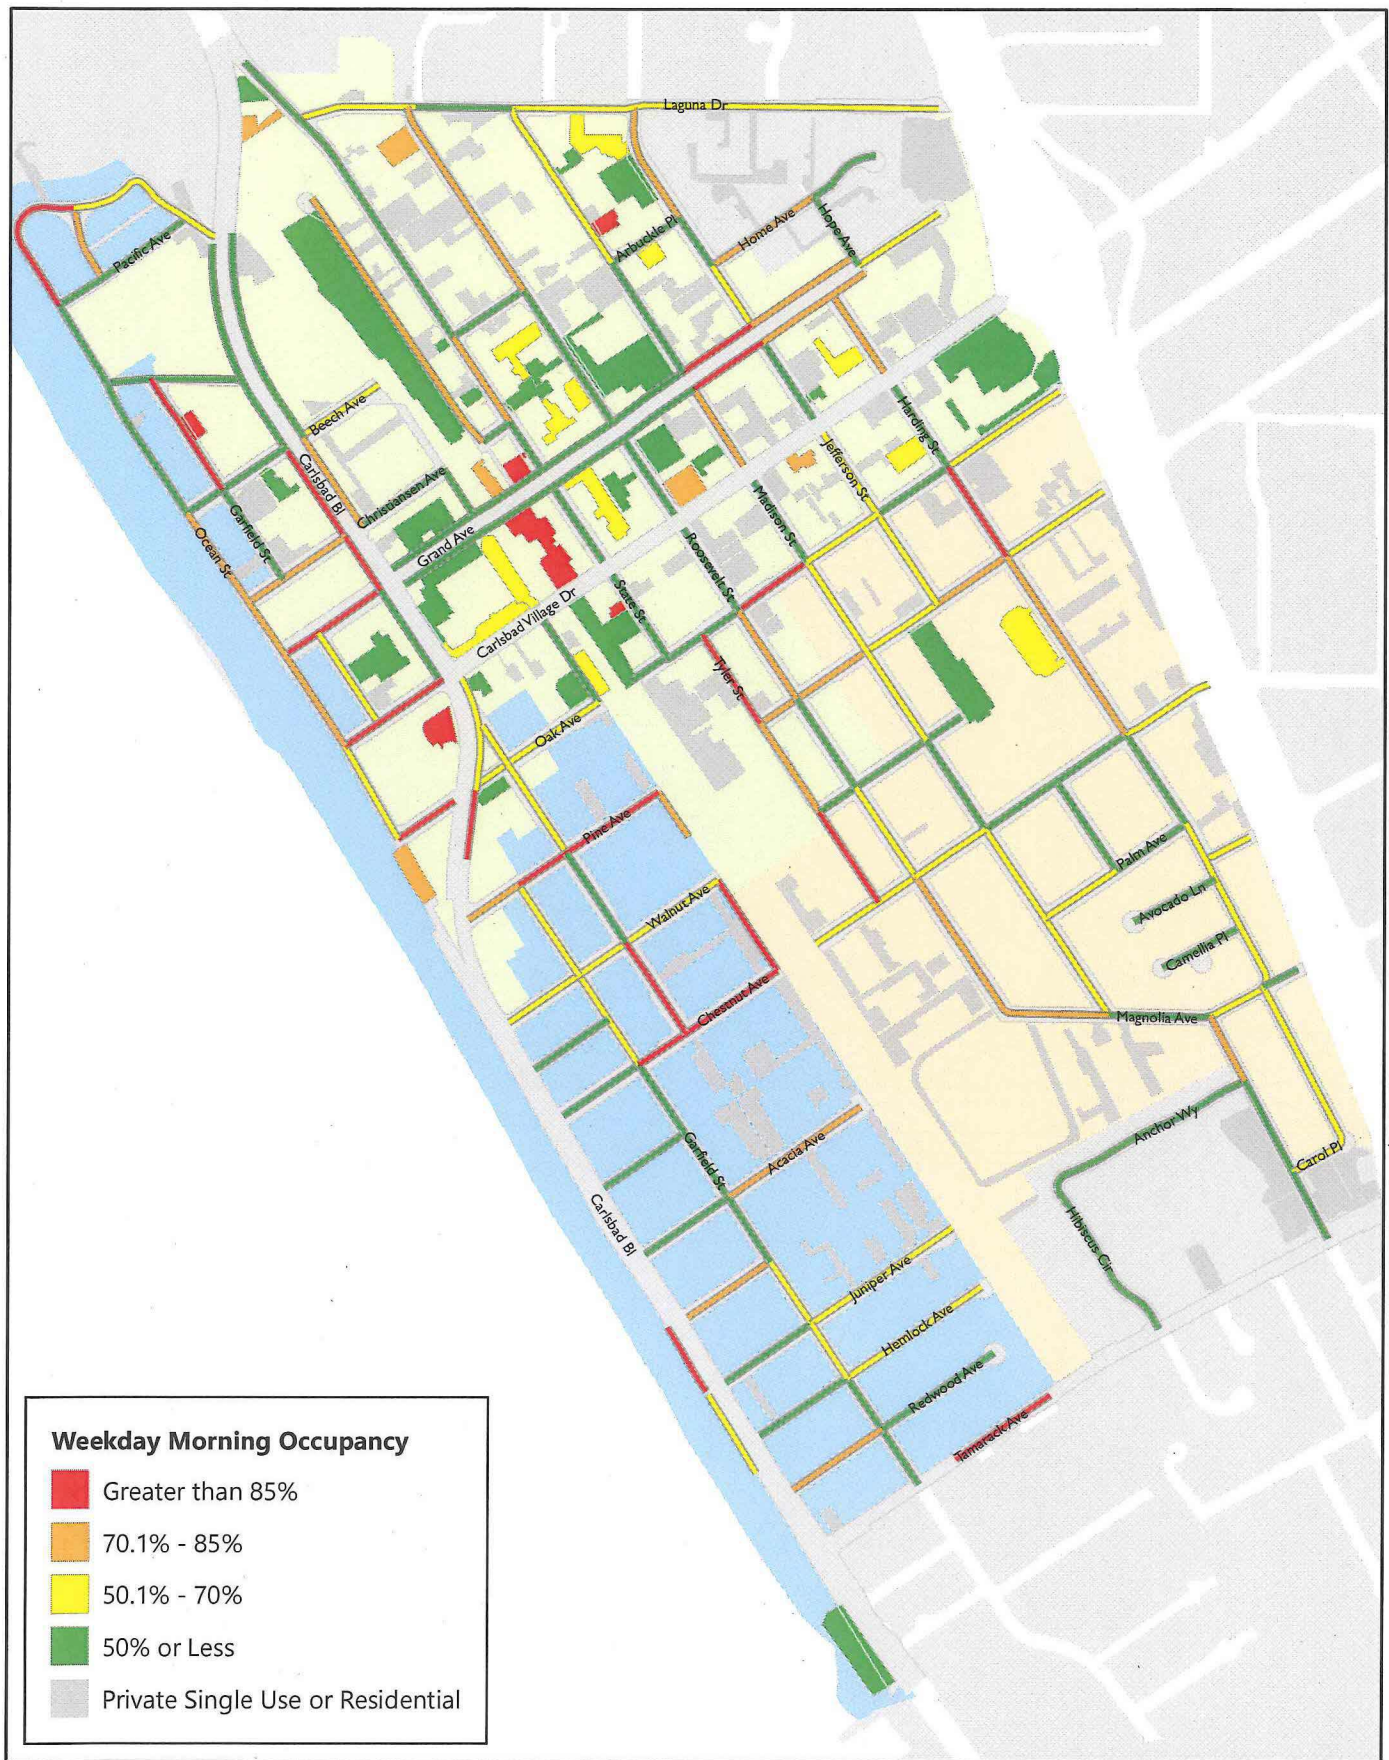 Laguna Dr
Home Ave
Hope Ave
Arbuckle Pl
Pacific Ave
Beech Ave
Carlsbad Bl
Christiansen Ave
Grand Ave
Garfield St
Ocean St
Harding St
Jefferson St
Madison St
Roosevelt St
State St
Carlsbad Village Dr
Tyler St
Oak Ave
Pine Ave
Walnut Ave
Chestnut Ave
Palm Ave
Avocado Ln
Camellia Pl
Magnolia Ave
Anchor Wy
Carol Pl
Hibiscus Cir
Garfield St
Acacia Ave
Carlsbad Bl
Juniper Ave
Hemlock Ave
Redwood Ave
Tamarack Ave
Weekday Morning Occupancy
Greater than 85%
70.1% - 85%
50.1% - 70%
50% or Less
Private Single Use or Residential